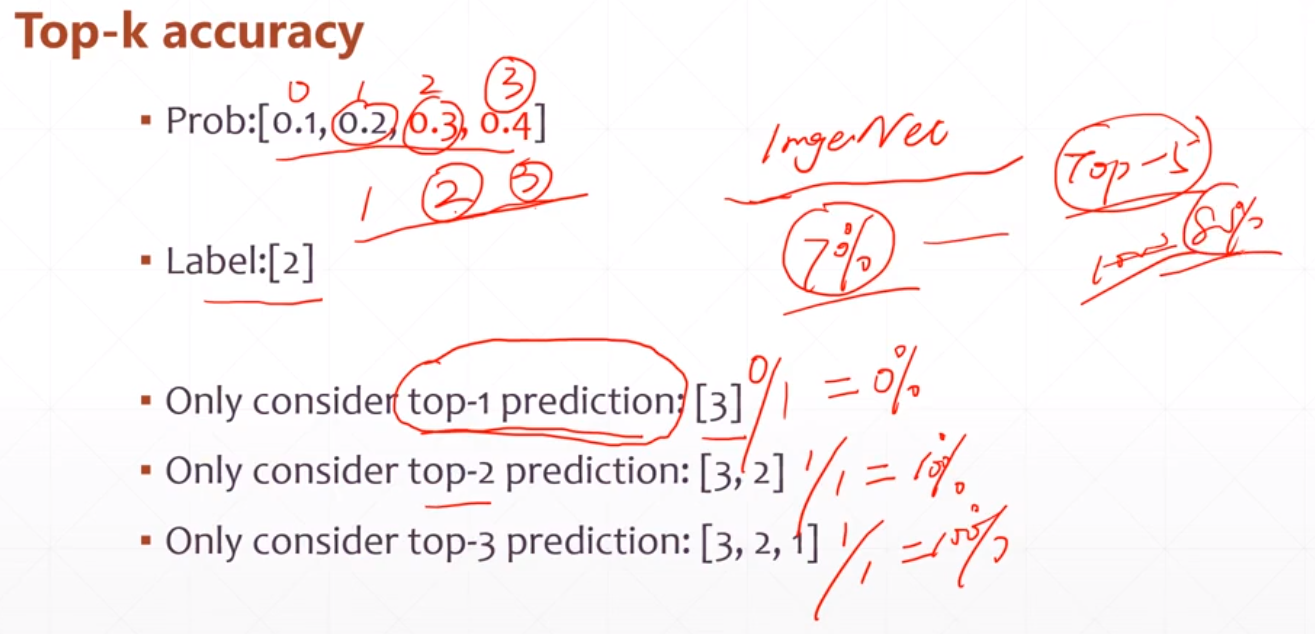 Top-k accuracy
0 1 2 3
▪ Prob:[0.1, 0.2, 0.3, 0.4]
1 2 3
Top-5
▪ Label:[2]
7%
▪ Only consider top-1 prediction: [3] 0/1 = 0%
▪ Only consider top-2 prediction: [3, 2] 1/1 = 100%
▪ Only consider top-3 prediction: [3, 2, 1] 1/1 = 100%